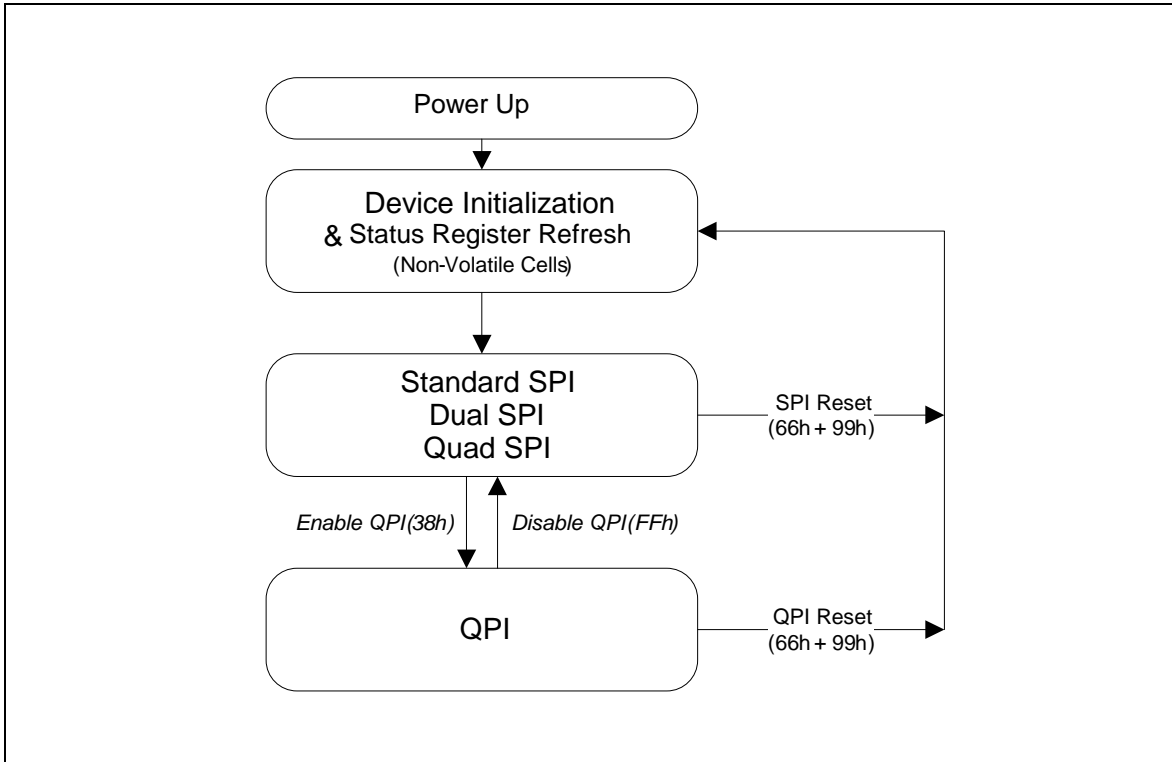 Power Up
Device Initialization
& Status Register Refresh
(Non-Volatile Cells)
Standard SPI
Dual SPI
Quad SPI
SPI Reset
(66h + 99h)
Enable QPI(38h)
Disable QPI(FFh)
QPI
QPI Reset
(66h + 99h)